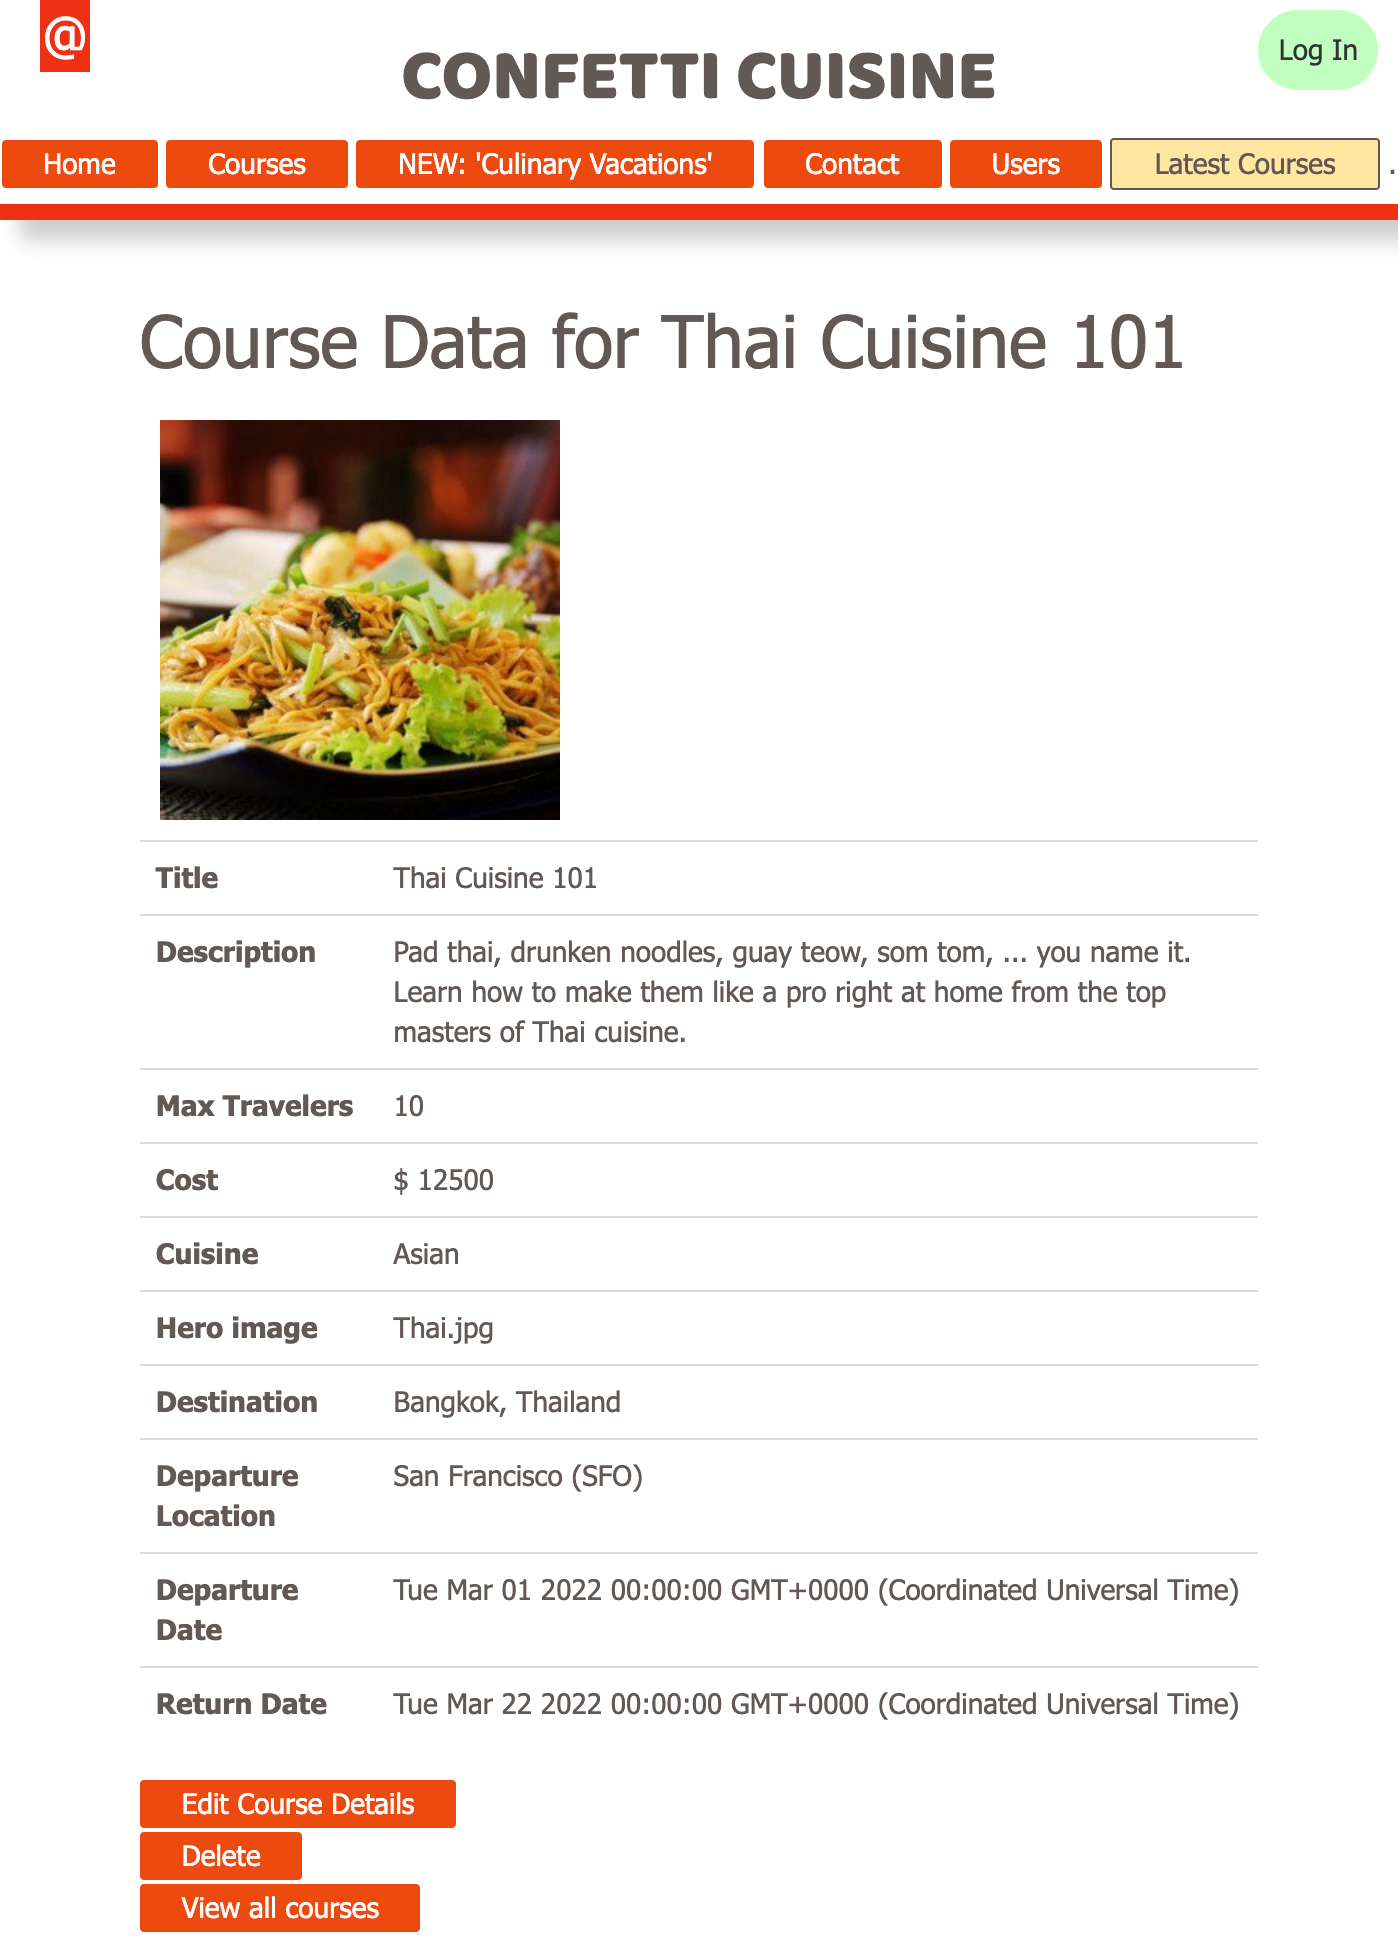 @
CONFETTI CUISINE
Log In
Home Courses NEW: 'Culinary Vacations' Contact Users Latest Courses .
Course Data for Thai Cuisine 101
Title Thai Cuisine 101
Description Pad thai, drunken noodles, guay teow, som tom, ... you name it.
Learn how to make them like a pro right at home from the top
masters of Thai cuisine.
Max Travelers 10
Cost $ 12500
Cuisine Asian
Hero image Thai.jpg
Destination Bangkok, Thailand
Departure San Francisco (SFO)
Location
Departure Tue Mar 01 2022 00:00:00 GMT+0000 (Coordinated Universal Time)
Date
Return Date Tue Mar 22 2022 00:00:00 GMT+0000 (Coordinated Universal Time)
Edit Course Details
Delete
View all courses